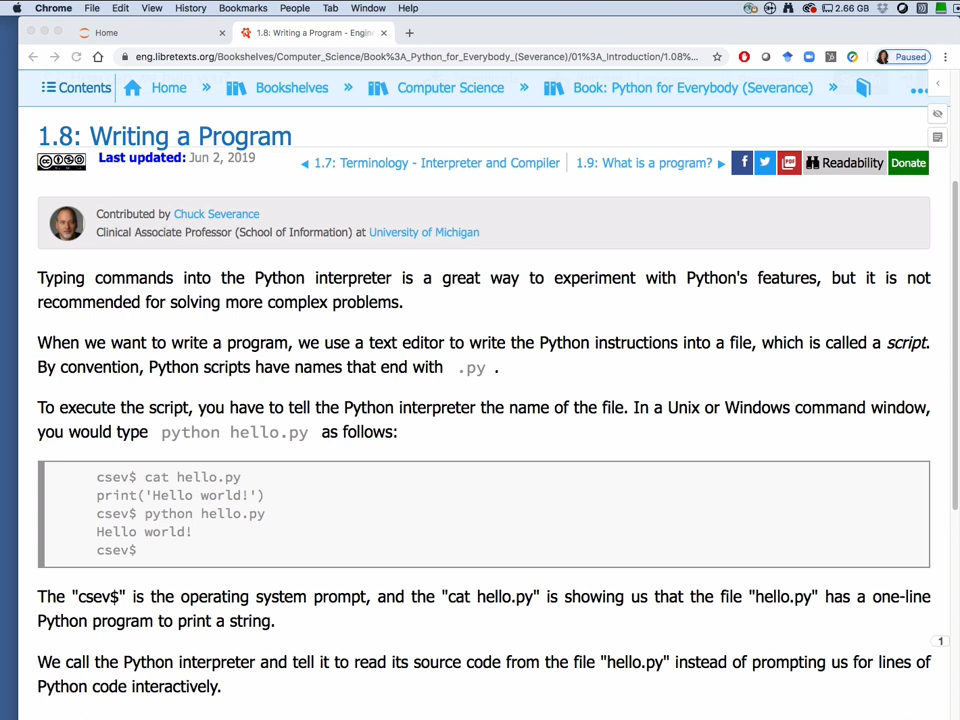 Chrome File Edit View History Bookmarks People Tab Window Help 2.66 GB
Home 1.8: Writing a Program - Engine
eng.libretexts.org/Bookshelves/Computer_Science/Book%3A_Python_for_Everybody_(Severance)/01%3A_Introduction/1.08%... Paused
Contents Home » Bookshelves » Computer Science » Book: Python for Everybody (Severance) »
1.8: Writing a Program
Last updated: Jun 2, 2019
1.7: Terminology - Interpreter and Compiler 1.9: What is a program? PDF Readability Donate
Contributed by Chuck Severance
Clinical Associate Professor (School of Information) at University of Michigan
Typing commands into the Python interpreter is a great way to experiment with Python's features, but it is not
recommended for solving more complex problems.
When we want to write a program, we use a text editor to write the Python instructions into a file, which is called a script.
By convention, Python scripts have names that end with .py .
To execute the script, you have to tell the Python interpreter the name of the file. In a Unix or Windows command window,
you would type python hello.py as follows:
csev$ cat hello.py
print('Hello world!')
csev$ python hello.py
Hello world!
csev$
The "csev$" is the operating system prompt, and the "cat hello.py" is showing us that the file "hello.py" has a one-line
Python program to print a string.
1
We call the Python interpreter and tell it to read its source code from the file "hello.py" instead of prompting us for lines of
Python code interactively.